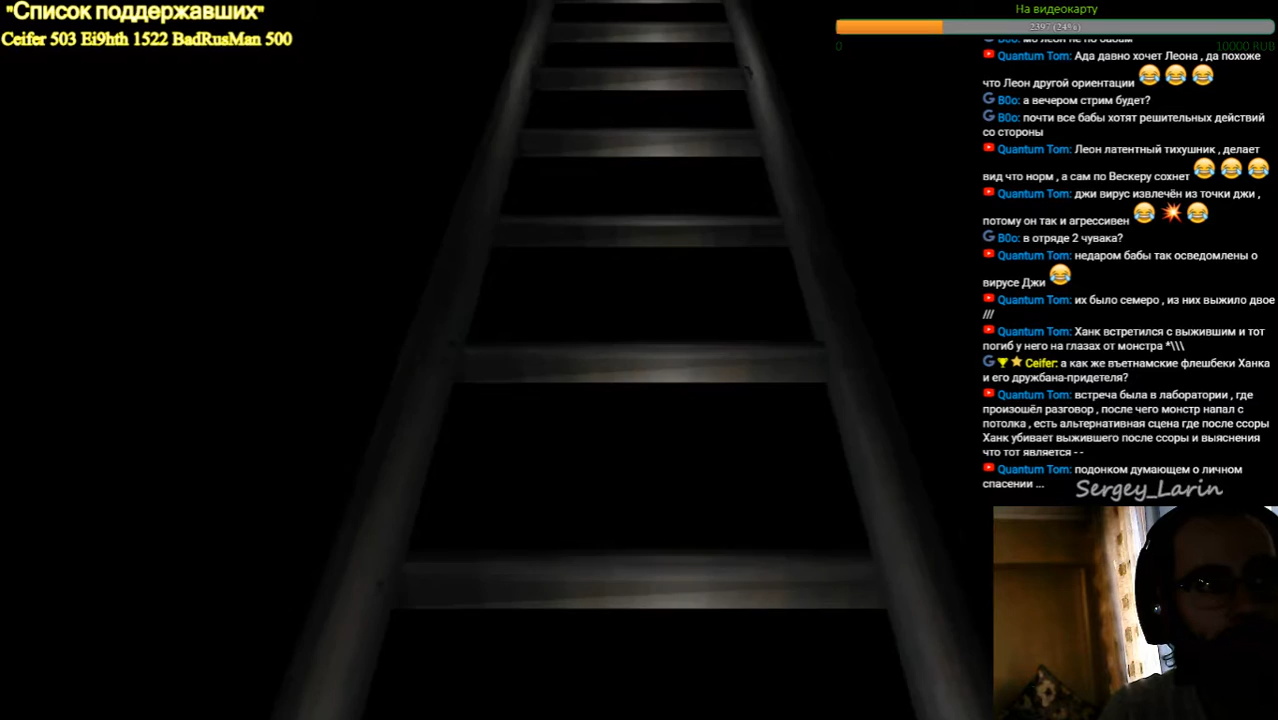 "Список поддержавших"
Ceifer 503 Ei9hth 1522 BadRusMan 500
На видеокарту
2397 (24%)
0
10000 RUB
Quantum Tom: Ада давно хочет Леона , да похоже
что Леон другой ориентации 😂 😂 😂
B0o: а вечером стрим будет?
B0o: почти все бабы хотят решительных действий
со стороны
Quantum Tom: Леон латентный тихушник , делает
вид что норм , а сам по Вескеру сохнет 😂 😂 😂
Quantum Tom: джи вирус извлечён из точки джи ,
потому он так и агрессивен 😂 💥 😂
B0o: в отряде 2 чувака?
Quantum Tom: недаром бабы так осведомлены о
вирусе Джи 😂
Quantum Tom: их было семеро , из них выжило двое
///
Quantum Tom: Ханк встретился с выжившим и тот
погиб у него на глазах от монстра *\\\
Ceifer: а как же въетнамские флешбеки Ханка
и его дружбана-придетеля?
Quantum Tom: встреча была в лаборатории , где
произошёл разговор , после чего монстр напал с
потолка , есть альтернативная сцена где после ссоры
Ханк убивает выжившего после ссоры и выяснения
что тот является - -
Quantum Tom: подонком думающем о личном
спасении ...
Sergey_Larin